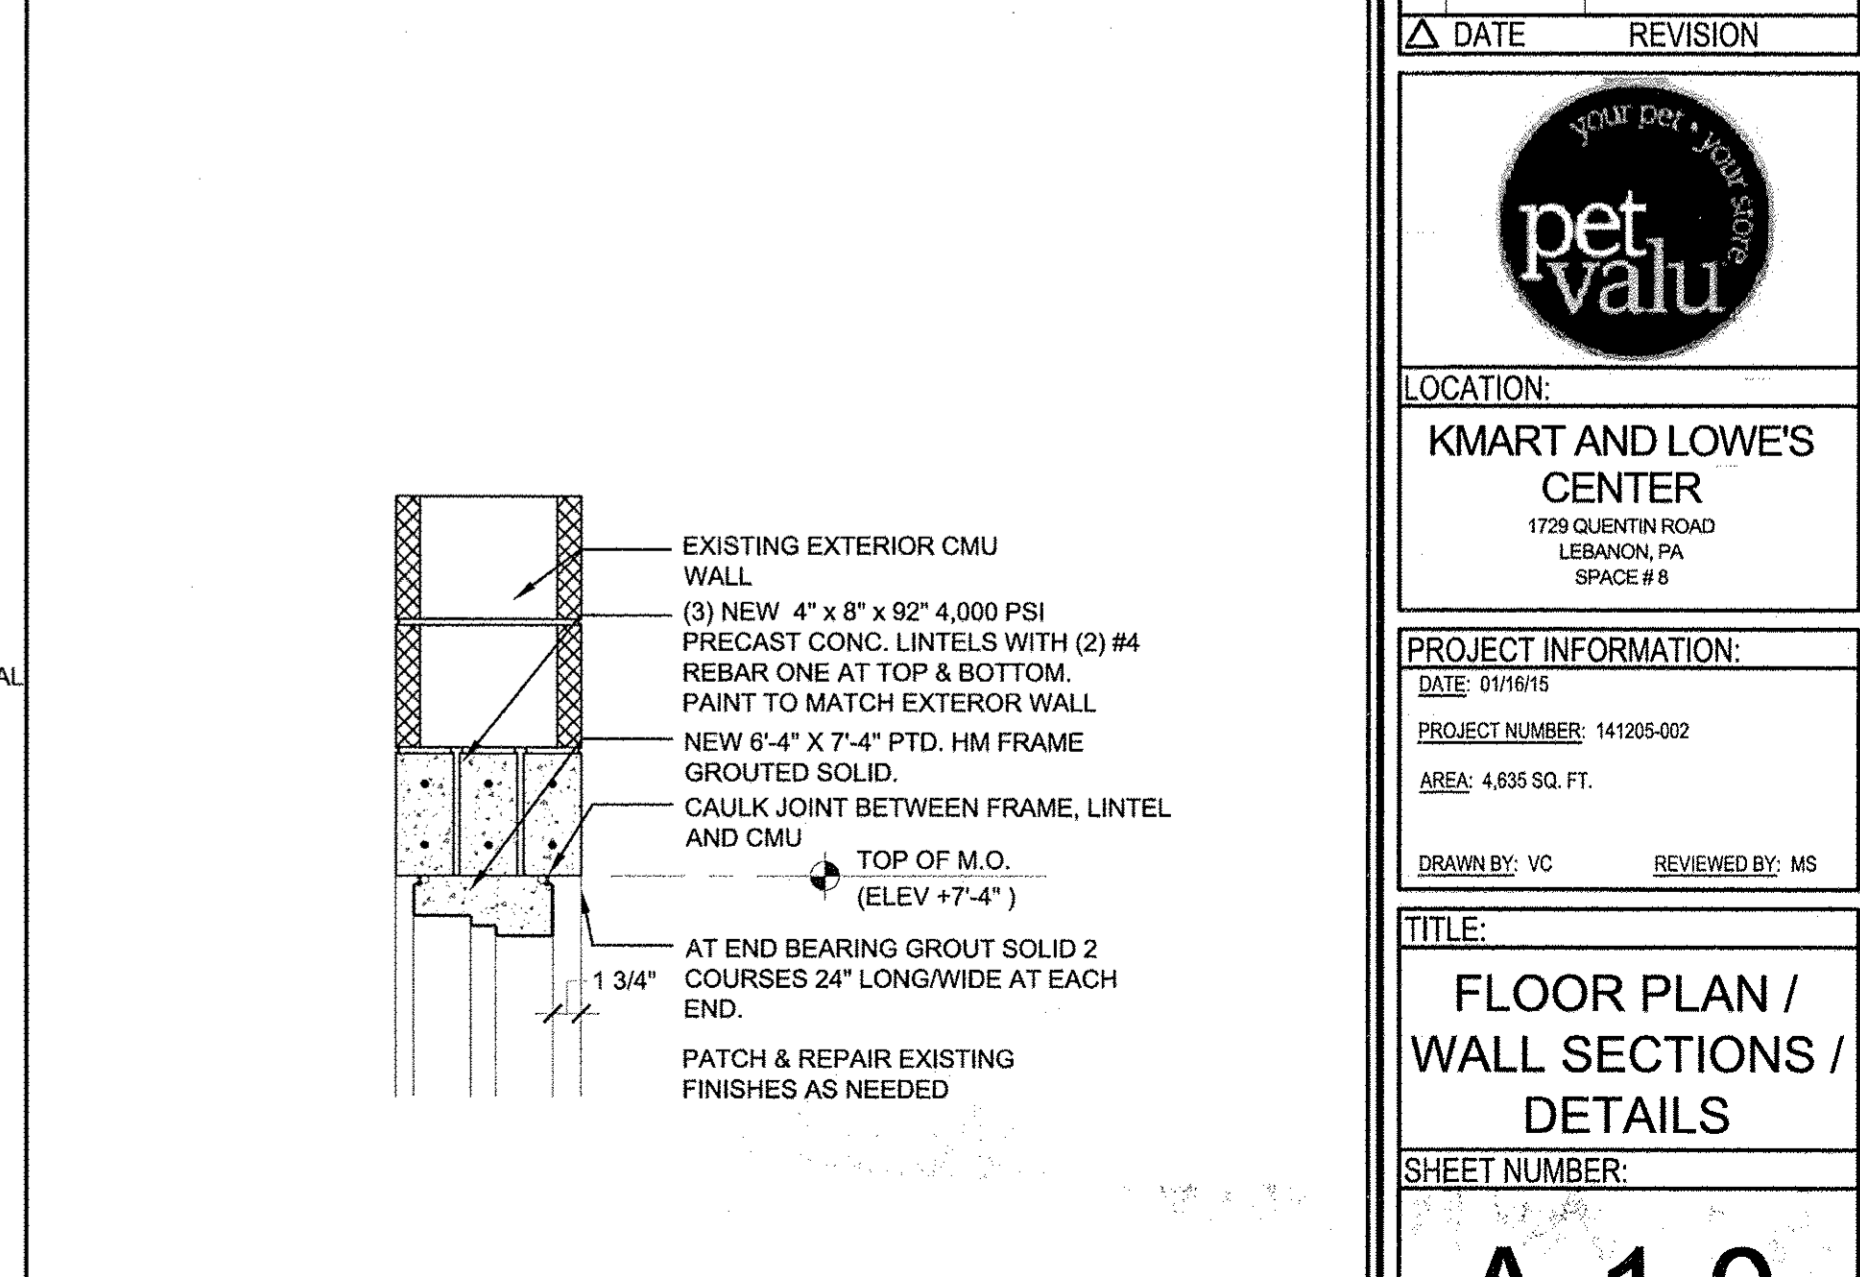 AL
EXISTING EXTERIOR CMU
WALL
(3) NEW 4" x 8" x 92" 4,000 PSI
PRECAST CONC. LINTELS WITH (2) #4
REBAR ONE AT TOP & BOTTOM.
PAINT TO MATCH EXTEROR WALL
NEW 6'-4" X 7'-4" PTD. HM FRAME
GROUTED SOLID.
CAULK JOINT BETWEEN FRAME, LINTEL
AND CMU
TOP OF M.O.
(ELEV +7'-4" )
AT END BEARING GROUT SOLID 2
COURSES 24" LONG/WIDE AT EACH
END.
1 3/4"
PATCH & REPAIR EXISTING
FINISHES AS NEEDED
DATE REVISION
your pet • your store
pet
valu
LOCATION:
KMART AND LOWE'S
CENTER
1729 QUENTIN ROAD
LEBANON, PA
SPACE # 8
PROJECT INFORMATION:
DATE: 01/16/15
PROJECT NUMBER: 141205-002
AREA: 4,635 SQ. FT.
DRAWN BY: VC REVIEWED BY: MS
TITLE:
FLOOR PLAN /
WALL SECTIONS /
DETAILS
SHEET NUMBER: